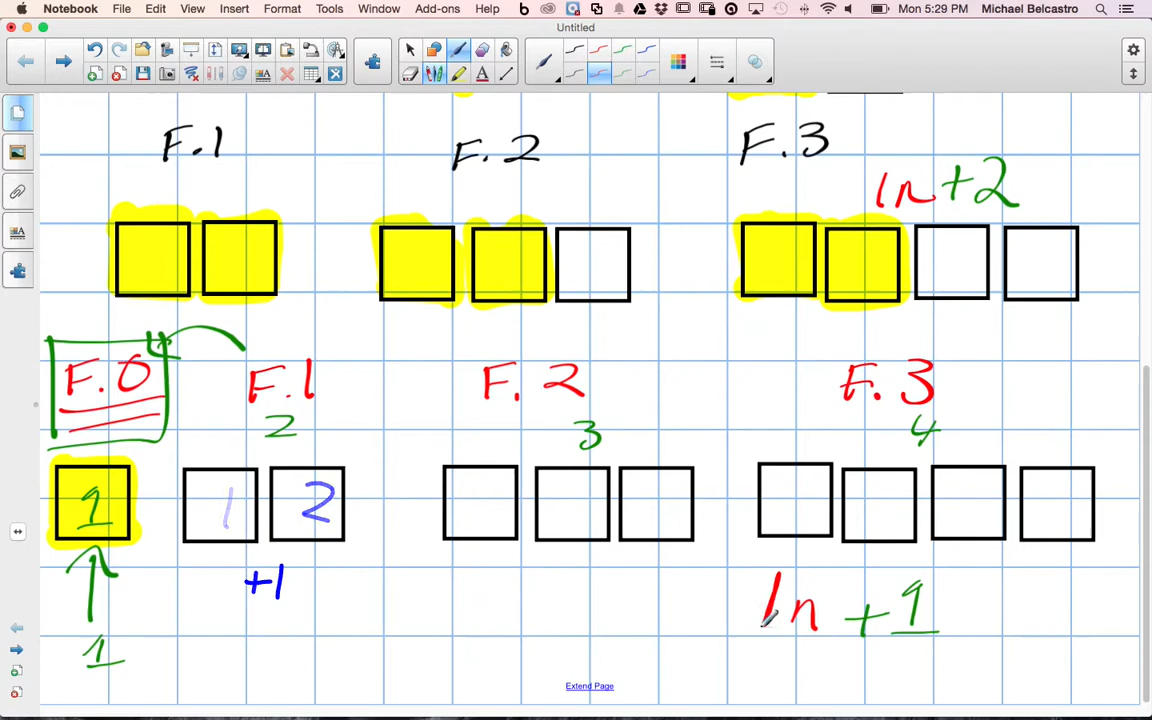 Notebook File Edit View Insert Format Tools Window Add-ons Help Mon 5:29 PM Michael Belcastro
Untitled
F.1 F.2 F.3
1n +2
F.0 F.1 F.2 F.3
2 3 4
1 1 2
+1
1n + 1
1
Extend Page